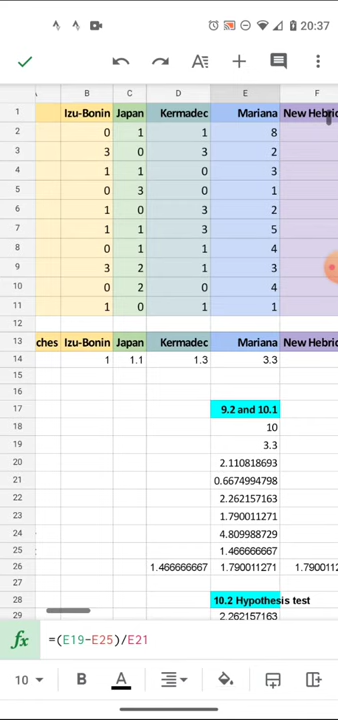 20:37
B C D E F
1 Izu-Bonin Japan Kermadec Mariana New Hebric
2 0 1 1 8
3 3 0 3 2
4 1 1 0 3
5 0 3 0 1
6 1 0 3 2
7 1 1 3 5
8 0 1 1 4
9 3 2 1 3
10 0 2 0 4
11 1 0 1 1
12
13 ches Izu-Bonin Japan Kermadec Mariana New Hebric
14 1 1.1 1.3 3.3
15
16
17 9.2 and 10.1
18 10
19 3.3
20 2.110818693
21 0.6674994798
22 2.262157163
23 1.790011271
24 4.809988729
25 1.466666667
26 1.466666667 1.790011271 1.790011
27
28 10.2 Hypothesis test
29 2.262157163
fx =(E19-E25)/E21
10 B A